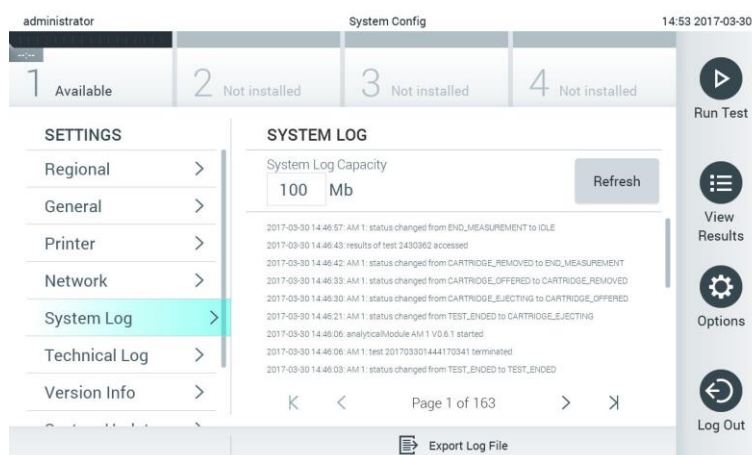 administrator System Config 14:53 2017-03-30
--:--
1 Available 2 Not installed 3 Not installed 4 Not installed
Run Test
SETTINGS
Regional
General
Printer
Network
System Log
Technical Log
Version Info
SYSTEM LOG
System Log Capacity
100 Mb
Refresh
2017-03-30 14:46:57: AM 1: status changed from END_MEASUREMENT to IDLE
2017-03-30 14:46:43: results of test 2430362 accessed
2017-03-30 14:46:42: AM 1: status changed from CARTRIDGE_REMOVED to END_MEASUREMENT
2017-03-30 14:46:33: AM 1: status changed from CARTRIDGE_OFFERED to CARTRIDGE_REMOVED
2017-03-30 14:46:30: AM 1: status changed from CARTRIDGE_EJECTING to CARTRIDGE_OFFERED
2017-03-30 14:46:21: AM 1: status changed from TEST_ENDED to CARTRIDGE_EJECTING
2017-03-30 14:46:06: analyticalModule AM 1 V0.6.1 started
2017-03-30 14:46:06: AM 1: test 201703301444170341 terminated
2017-03-30 14:46:03: AM 1: status changed from TEST_ENDED to TEST_ENDED
Page 1 of 163
Export Log File
View
Results
Options
Log Out